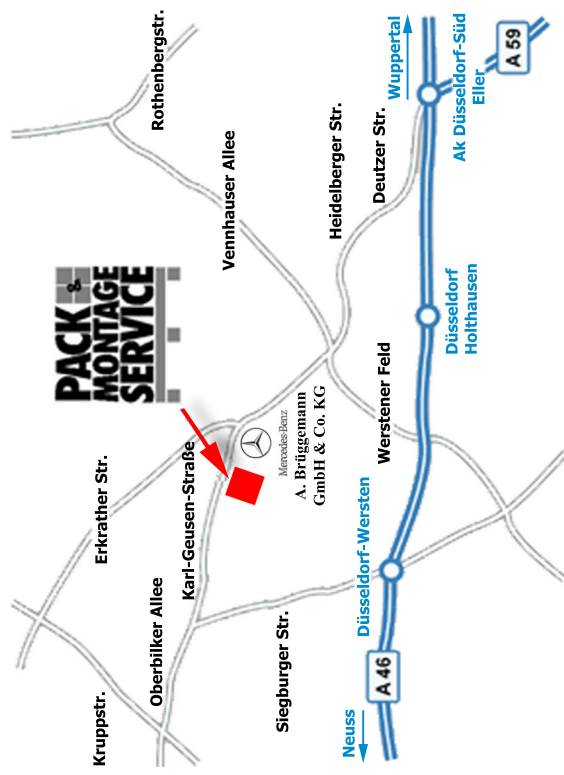 Kruppstr.
Erkrather Str.
PACK &
MONTAGE
SERVICE
Rothenbergstr.
Oberbilker Allee
Karl-Geusen-Straße
Vennhauser Allee
Siegburger Str.
Mercedes-Benz
A. Brüggemann
GmbH & Co. KG
Heidelberger Str.
Deutzer Str.
Werstener Feld
Neuss
A 46
Düsseldorf-Wersten
Düsseldorf
Holthausen
Wuppertal
Ak Düsseldorf-Süd
Eller
A 59